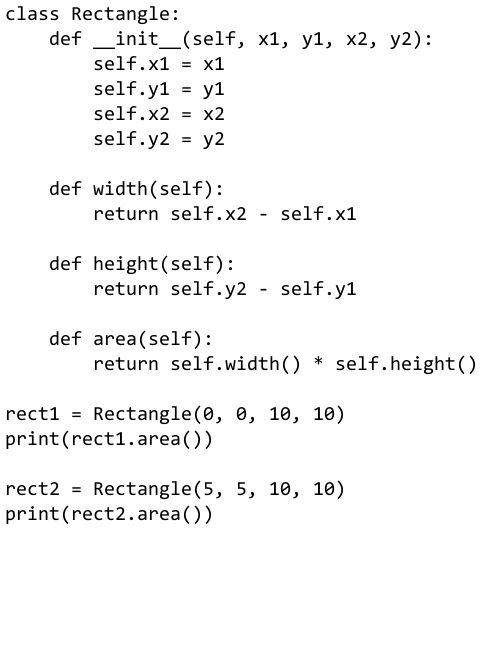 class Rectangle:
    def __init__(self, x1, y1, x2, y2):
        self.x1 = x1
        self.y1 = y1
        self.x2 = x2
        self.y2 = y2

    def width(self):
        return self.x2 - self.x1

    def height(self):
        return self.y2 - self.y1

    def area(self):
        return self.width() * self.height()

rect1 = Rectangle(0, 0, 10, 10)
print(rect1.area())

rect2 = Rectangle(5, 5, 10, 10)
print(rect2.area())